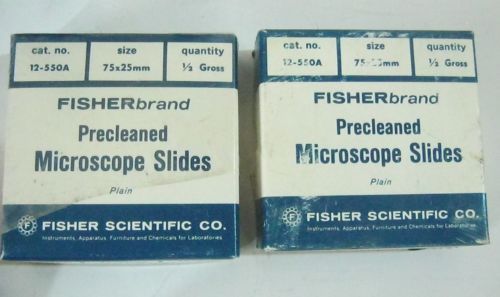 cat. no. size quantity
12-550A 75x25mm ½ Gross
FISHERbrand
Precleaned
Microscope Slides
Plain
F FISHER SCIENTIFIC CO.
Instruments, Apparatus, Furniture and Chemicals for Laboratories
cat. no. size quantity
12-550A ½ Gross
FISHERbrand
Precleaned
Microscope Slides
Plain
F FISHER SCIENTIFIC CO.
Instruments, Apparatus, Furniture and Chemicals for Laboratories